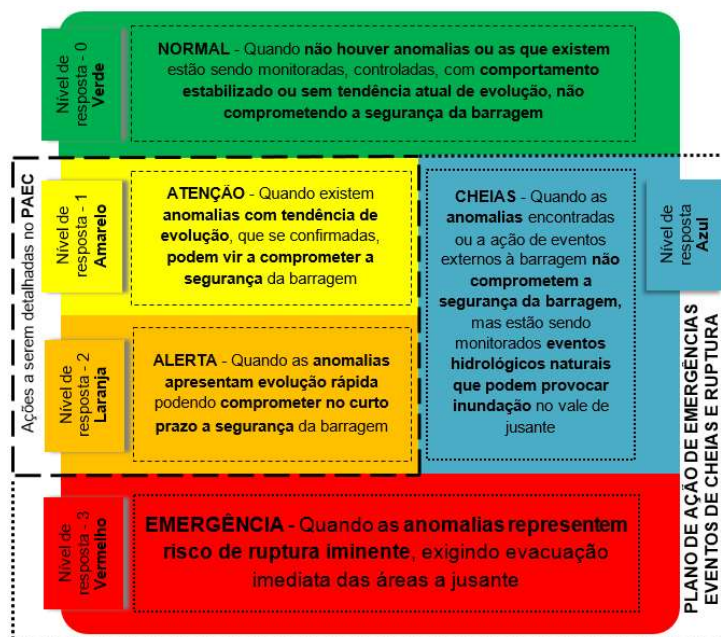 Nível de
resposta - 0
Verde
NORMAL - Quando não houver anomalias ou as que existem
estão sendo monitoradas, controladas, com comportamento
estabilizado ou sem tendência atual de evolução, não
comprometendo a segurança da barragem
Ações a serem detalhadas no PAEC
Nível de
resposta - 1
Amarelo
ATENÇÃO - Quando existem
anomalias com tendência de
evolução, que se confirmadas,
podem vir a comprometer a
segurança da barragem
Nível de
resposta - 2
Laranja
ALERTA - Quando as anomalias
apresentam evolução rápida
podendo comprometer no curto
prazo a segurança da barragem
CHEIAS - Quando as
anomalias encontradas
ou a ação de eventos
externos à barragem não
comprometem a
segurança da barragem,
mas estão sendo
monitorados eventos
hidrológicos naturais
que podem provocar
inundação no vale de
jusante
Nível de
resposta
Azul
PLANO DE AÇÃO DE EMERGÊNCIAS
EVENTOS DE CHEIAS E RUPTURA
Nível de
resposta - 3
Vermelho
EMERGÊNCIA - Quando as anomalias representem
risco de ruptura iminente, exigindo evacuação
imediata das áreas a jusante